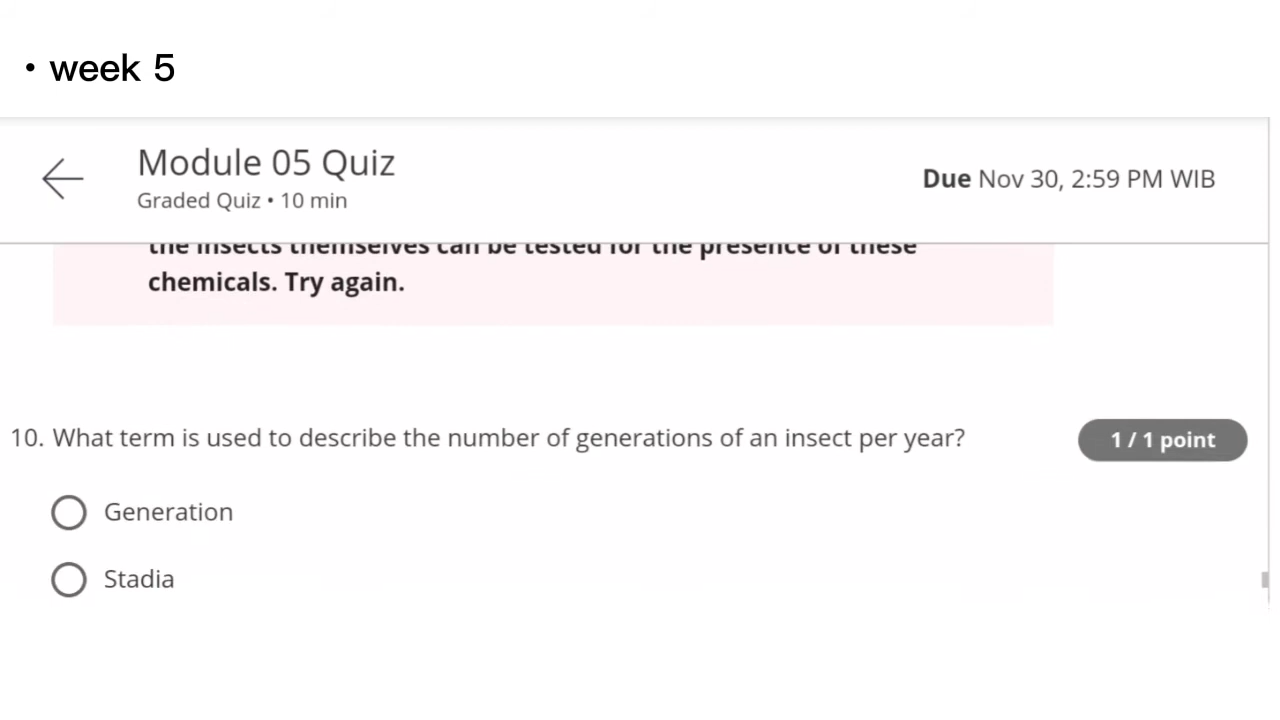 • week 5
Module 05 Quiz
Graded Quiz • 10 min
Due Nov 30, 2:59 PM WIB
the insects themselves can be tested for the presence of these
chemicals. Try again.
10. What term is used to describe the number of generations of an insect per year?
1 / 1 point
Generation
Stadia